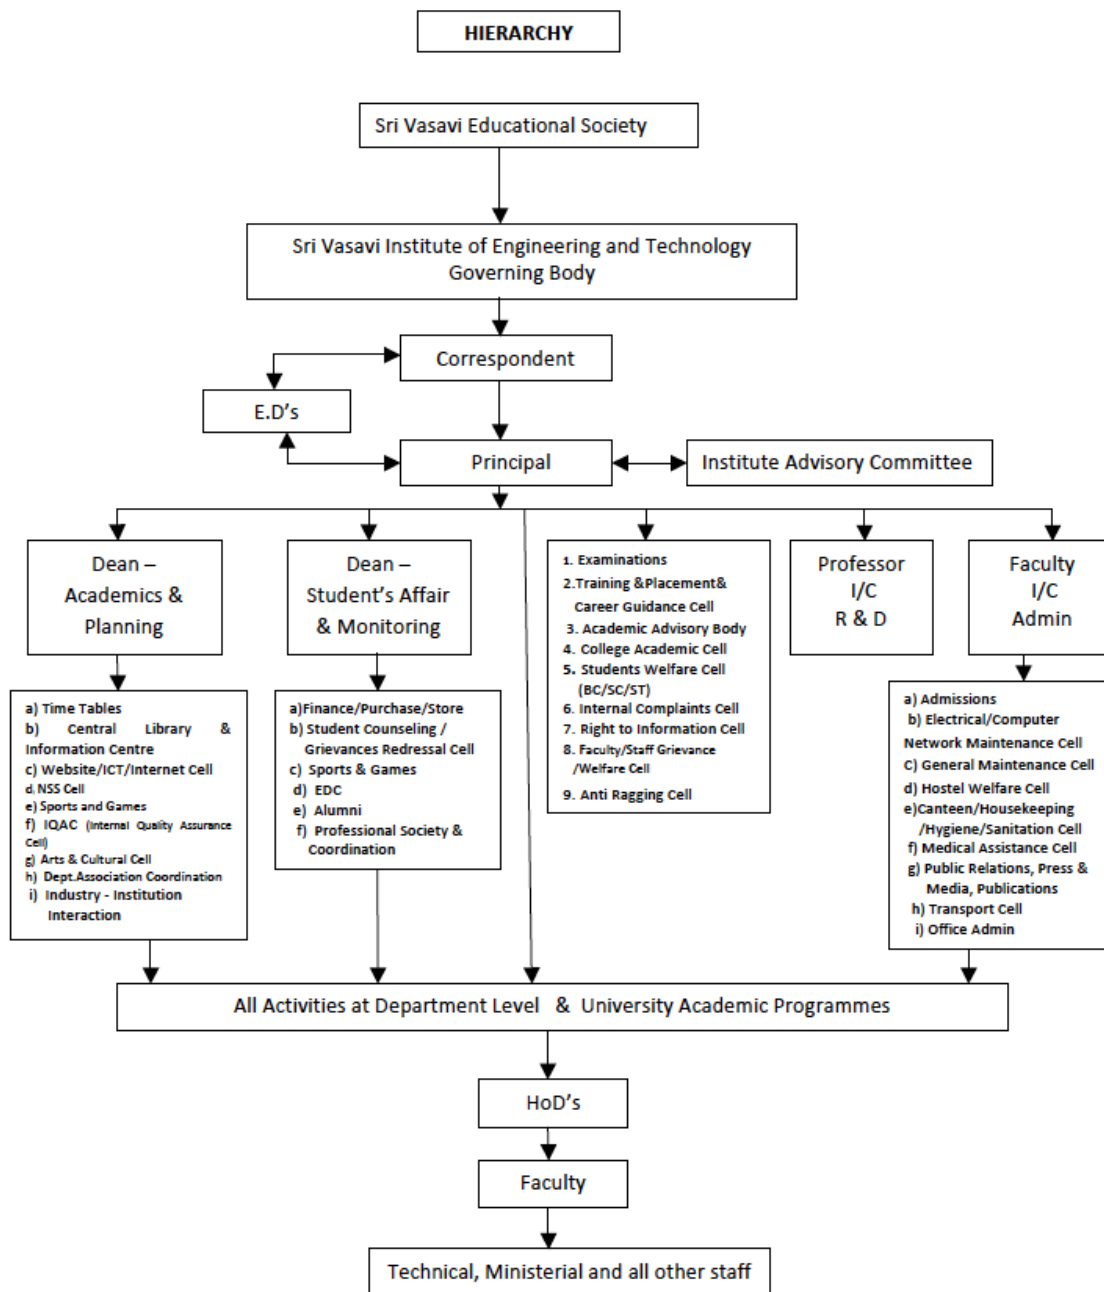 HIERARCHY
Sri Vasavi Educational Society
Sri Vasavi Institute of Engineering and Technology
Governing Body
Correspondent
E.D's
Principal
Institute Advisory Committee
Dean –
Academics &
Planning
Dean –
Student's Affair
& Monitoring
1. Examinations
2.Training &Placement&
Career Guidance Cell
3. Academic Advisory Body
4. College Academic Cell
5. Students Welfare Cell
(BC/SC/ST)
6. Internal Complaints Cell
7. Right to Information Cell
8. Faculty/Staff Grievance
/Welfare Cell
9. Anti Ragging Cell
Professor
I/C
R & D
Faculty
I/C
Admin
a) Time Tables
b) Central Library &
Information Centre
c) Website/ICT/Internet Cell
d. NSS Cell
e) Sports and Games
f) IQAC (Internal Quality Assurance
Cell)
g) Arts & Cultural Cell
h) Dept.Association Coordination
i) Industry - Institution
Interaction
a)Finance/Purchase/Store
b) Student Counseling /
Grievances Redressal Cell
c) Sports & Games
d) EDC
e) Alumni
f) Professional Society &
Coordination
a) Admissions
b) Electrical/Computer
Network Maintenance Cell
C) General Maintenance Cell
d) Hostel Welfare Cell
e)Canteen/Housekeeping
/Hygiene/Sanitation Cell
f) Medical Assistance Cell
g) Public Relations, Press &
Media, Publications
h) Transport Cell
i) Office Admin
All Activities at Department Level & University Academic Programmes
HoD's
Faculty
Technical, Ministerial and all other staff